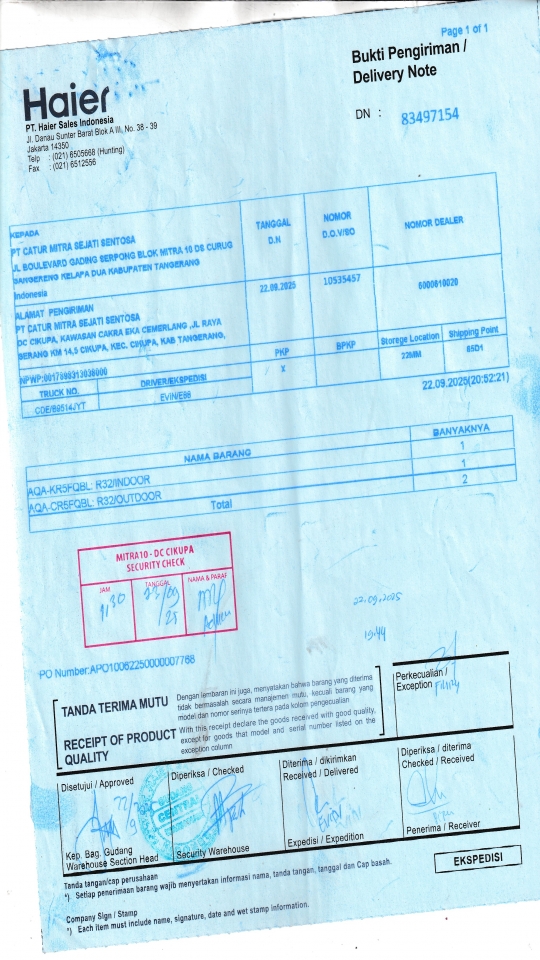 Page 1 of 1
Bukti Pengiriman /
Delivery Note
Haier
PT. Haier Sales Indonesia
Jl. Danau Sunter Barat Blok A III, No. 38 - 39
Jakarta 14350
Telp : (021) 6505668 (Hunting)
Fax : (021) 6512556
DN : 83497154
KEPADA
PT CATUR MITRA SEJATI SENTOSA
JL BOULEVARD GADING SERPONG BLOK MITRA 10 DS CURUG
SANGERENG KELAPA DUA KABUPATEN TANGERANG
Indonesia
TANGGAL
D.N
NOMOR
D.O.V/SO
NOMOR DEALER
22.09.2025
10535457
6000810020
ALAMAT PENGIRIMAN
PT CATUR MITRA SEJATI SENTOSA
DC CIKUPA, KAWASAN CAKRA EKA CEMERLANG ,JL RAYA
SERANG KM 14,5 CIKUPA, KEC. CIKUPA, KAB TANGERANG,
NPWP:0017699313038000
PKP
BPKP
Storege Location
Shipping Point
X
22MM
65D1
TRUCK NO.
DRIVER/EKSPEDISI
CDE/B9514JYT
EVIN/E66
22.09.2025(20:52:21)
NAMA BARANG
BANYAKNYA
AQA-KR5FQBL: R32/INDOOR
1
AQA-CR5FQBL: R32/OUTDOOR
1
Total
2
MITRA10 - DC CIKUPA
SECURITY CHECK
JAM
TANGGAL
NAMA & PARAF
1130
23/09
25
22.09.2025
19.44
PO Number:APO10062250000007768
TANDA TERIMA MUTU
Dengan lembaran ini juga, menyatakan bahwa barang yang diterima
tidak bermasalah secara manajemen mutu, kecuali barang yang
model dan nomor serinya tertera pada kolom pengecualian
RECEIPT OF PRODUCT
QUALITY
With this receipt declare the goods received with good quality,
except for goods that model and serial number listed on the
exception column
Perkecualian /
Exception
Disetujui / Approved
Diperiksa / Checked
Diterima / dikirimkan
Received / Delivered
Diperiksa / diterima
Checked / Received
22/
9
EVIN
Kep. Bag. Gudang
Warehouse Section Head
Security Warehouse
Expedisi / Expedition
Penerima / Receiver
Tanda tangan/cap perusahaan
*). Setiap penerimaan barang wajib menyertakan informasi nama, tanda tangan, tanggal dan Cap basah.
EKSPEDISI
Company Sign / Stamp
*) Each item must include name, signature, date and wet stamp information.